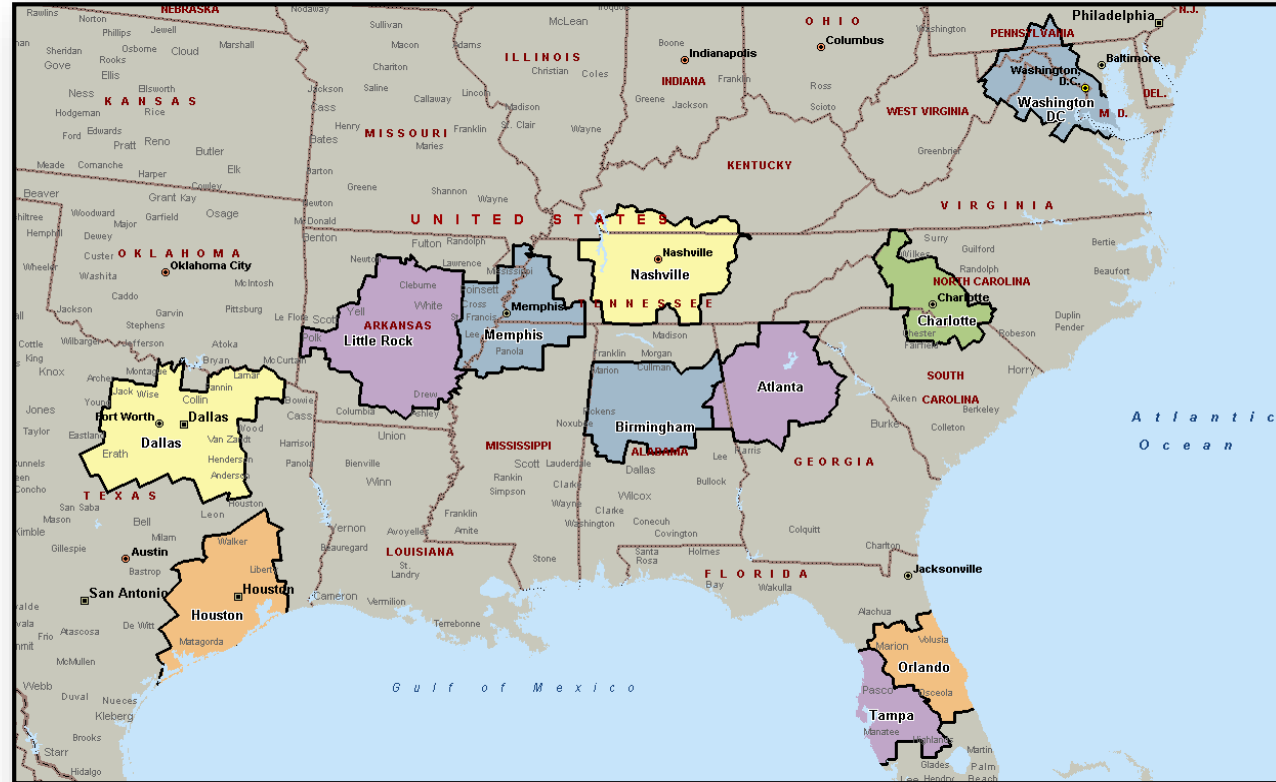 NEBRASKA
Rawlins
Norton
Nodaway
McLean
OHIO
Philadelphia
N.J.
Phillips
Jewell
Sullivan
Adams
Boone
Columbus
Washington
PENNSYLVANIA
Sheridan
Osborne
Cloud
Marshall
Macon
ILLINOIS
Indianapolis
Baltimore
Gove
Rooks
Ellis
Chariton
Christian
Coles
INDIANA
Franklin
Washington, D.C.
Ness
Ellsworth
Jackson
Saline
Lincoln
Ross
DEL.
KANSAS
Rice
Cass
Callaway
Madison
Greene
Jackson
Scioto
WEST VIRGINIA
Washington DC
M D.
Hodgeman
Henry
MISSOURI
Franklin
St. Clair
Wayne
Ford
Edwards
Pratt
Reno
Bates
Maries
Greenbrier
Butler
KENTUCKY
Meade
Comanche
Harper
Elk
Barton
Cowley
Greene
Shannon
Beaver
Grant Kay
Newton
Wayne
VIRGINIA
Woodward
Garfield
Osage
McDonald
UNITED STATES
Major
Hemphill
Dewey
Benton
Fulton
Randolph
Surry
Guilford
Bertie
OKLAHOMA
Custer
Newton
Lawrence
Nashville
Wilkes
Wheeler
Oklahoma City
Mississippi
Nashville
Randolph
Beaufort
Washita
McIntosh
Cleburne
Poinsett
NORTH CAROLINA
Caddo
White
Cross
TENNESSEE
Charlotte
Jackson
Garvin
Pittsburg
Le Flore
Scott
Yell
St. Francis
Memphis
Charlotte
Duplin
Stephens
ARKANSAS
Lee
Memphis
Madison
Chester
Robeson
Pender
Cottle
Wilbarger
Jefferson
Atoka
Polk
Little Rock
Panola
Franklin
Morgan
Fairfield
King
Bryan
McCurtain
Marion
Cullman
Knox
Archer
Montague
Lamar
SOUTH CAROLINA
Horry
Jack
Wise
Fannin
Drew
Atlanta
Young
Collin
Bowie
Ashley
Aiken
Berkeley
Jones
Fort Worth
Dallas
Cass
Columbia
Pickens
Birmingham
Burke
Colleton
Atlantic Ocean
Taylor
Eastland
Dallas
Wood
Union
Noxubee
Van Zandt
Harrison
MISSISSIPPI
ALABAMA
Harris
Erath
Henderson
Panola
Bienville
Scott
Lauderdale
Dallas
Lee
GEORGIA
Runnels
Anderson
Winn
Rankin
Clarke
Bullock
Concho
TEXAS
Simpson
Wilcox
San Saba
Houston
Wayne
Clarke
Mason
Bell
Leon
Franklin
Washington
Conecuh
Colquitt
Kimble
Milam
Walker
Vernon
Avoyelles
Amite
Covington
Gillespie
Beauregard
LOUISIANA
Santa Rosa
Holmes
Charlton
Austin
Liberty
St. Landry
Stone
FLORIDA
Bastrop
Bay
Wakulla
Jacksonville
San Antonio
Houston
Cameron
Vermilion
Houston
Terrebonne
Alachua
De Witt
Frio
Atascosa
Matagorda
Marion
Volusia
McMullen
Orlando
Webb
Gulf of Mexico
Pasco
Osceola
Duval
Nueces
Kleberg
Tampa
Manatee
Brooks
Highlands
Starr
Martin
Glades
Palm Beach
Hidalgo
Lee
Hendry